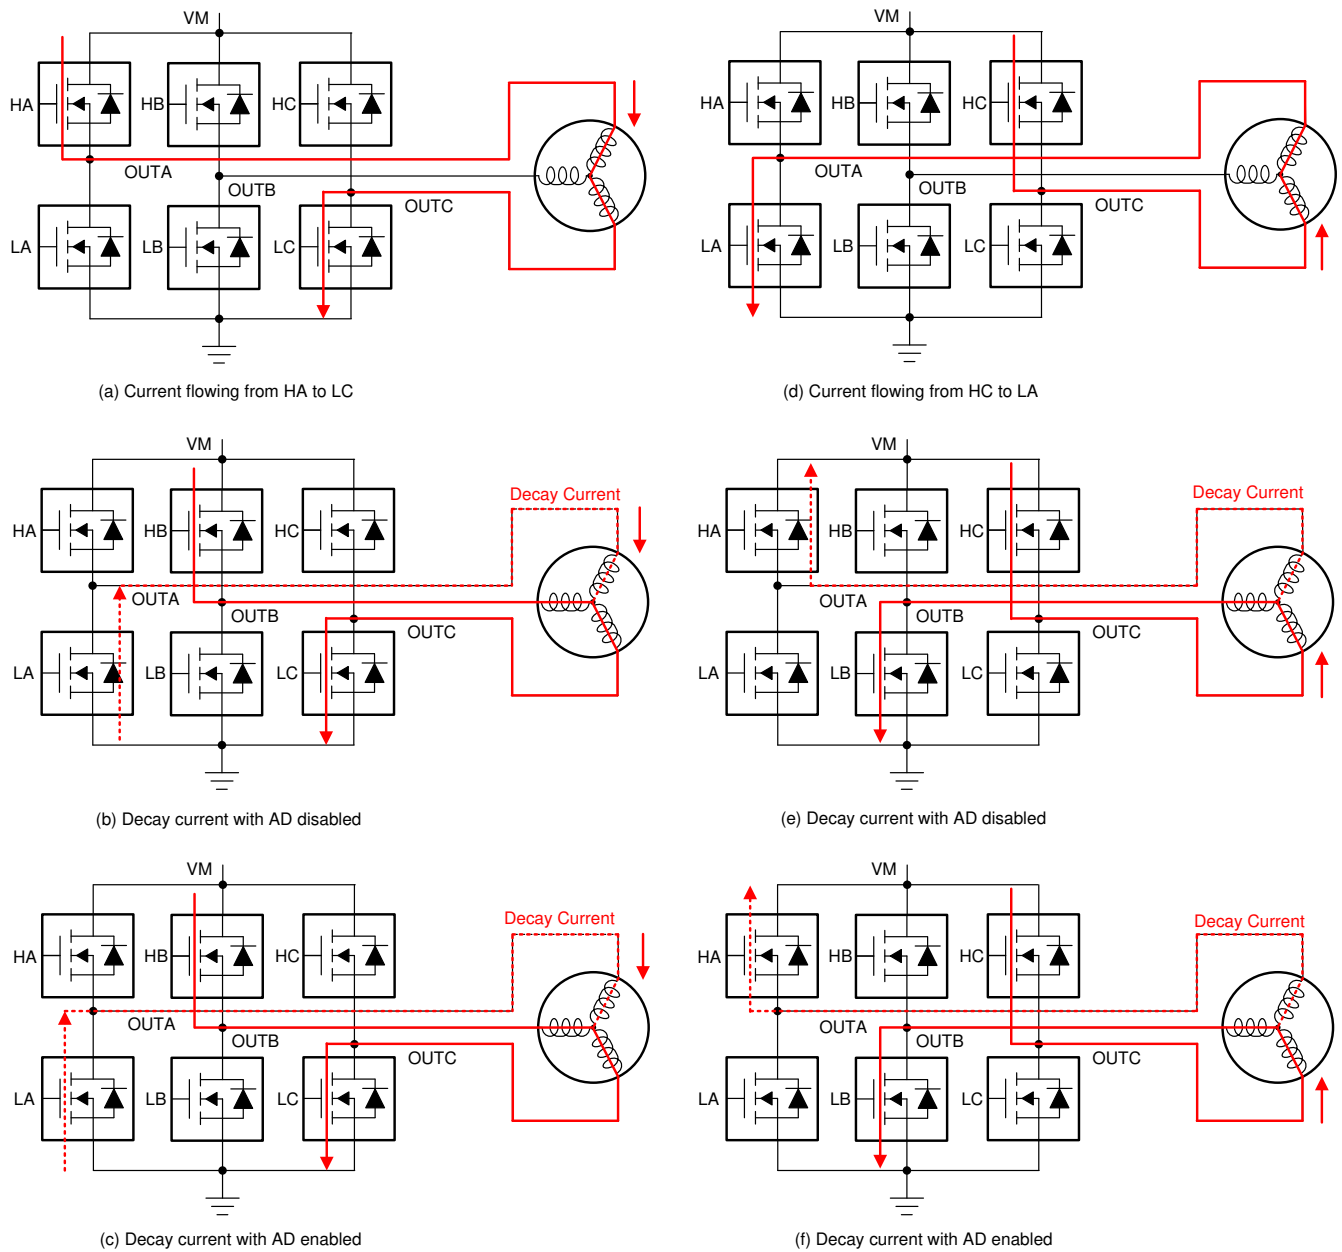 VM
HA
HB
HC
OUTA
OUTB
OUTC
LA
LB
LC
(a) Current flowing from HA to LC
VM
HA
HB
HC
OUTA
OUTB
OUTC
LA
LB
LC
(d) Current flowing from HC to LA
VM
Decay Current
HA
HB
HC
OUTA
OUTB
OUTC
LA
LB
LC
(b) Decay current with AD disabled
VM
Decay Current
HA
HB
HC
OUTA
OUTB
OUTC
LA
LB
LC
(e) Decay current with AD disabled
VM
Decay Current
HA
HB
HC
OUTA
OUTB
OUTC
LA
LB
LC
(c) Decay current with AD enabled
VM
Decay Current
HA
HB
HC
OUTA
OUTB
OUTC
LA
LB
LC
(f) Decay current with AD enabled